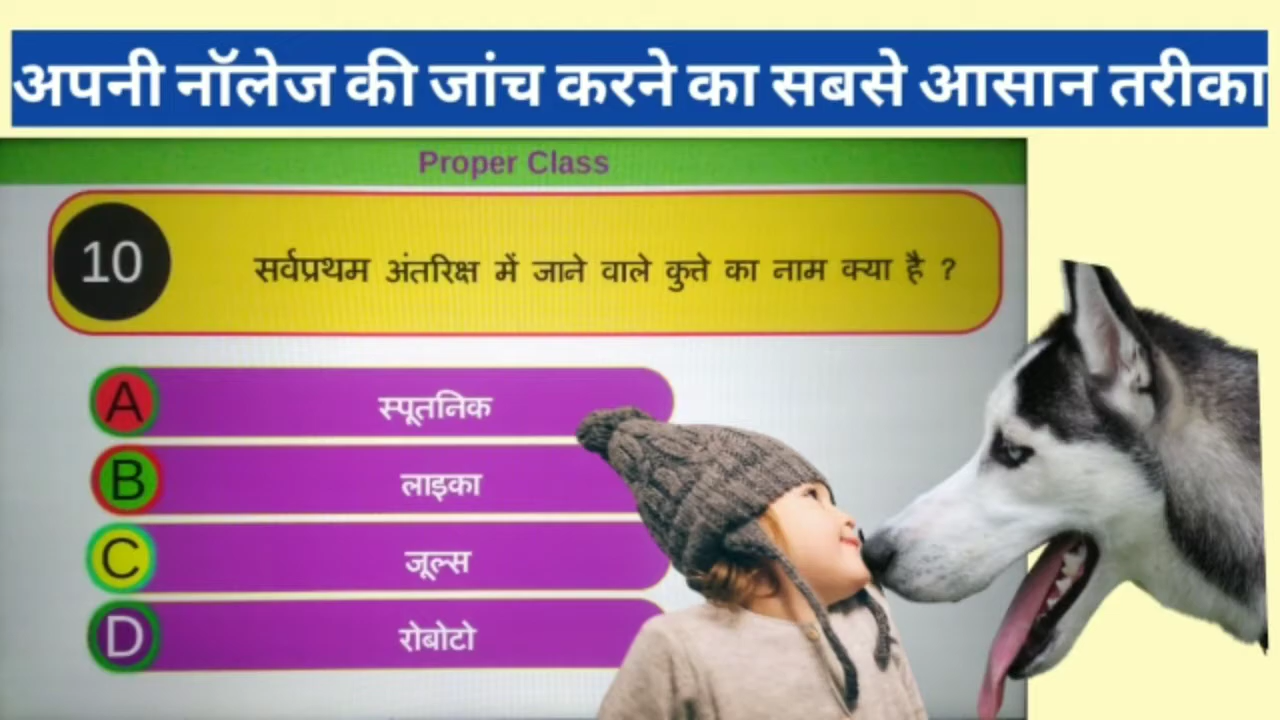 अपनी नॉलेज की जांच करने का सबसे आसान तरीका
Proper Class
10
सर्वप्रथम अंतरिक्ष में जाने वाले कुत्ते का नाम क्या है ?
A स्पूतनिक
B लाइका
C जूल्स
D रोबोटो